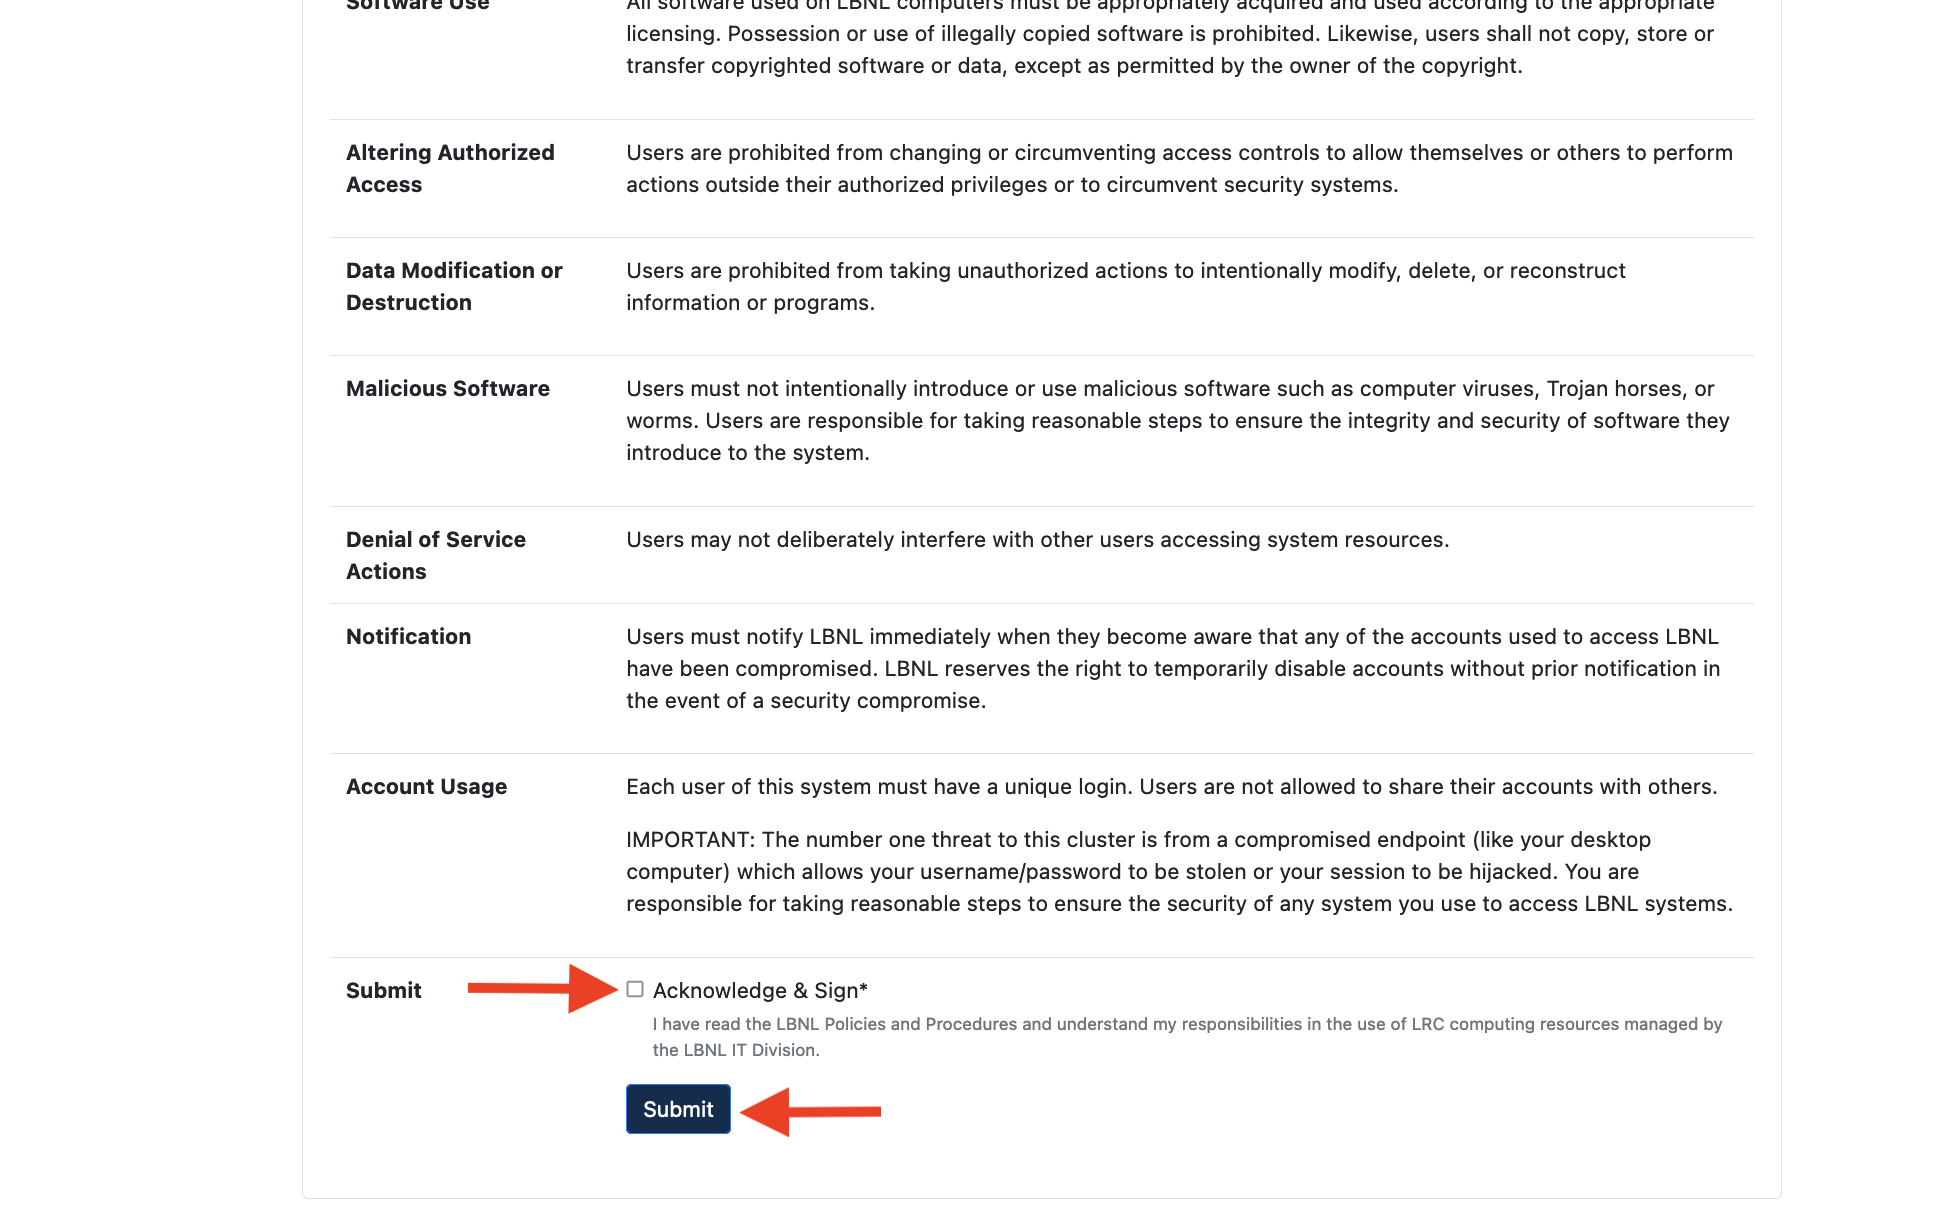 Software Use
All software used on LBNL computers must be appropriately acquired and used according to the appropriate
licensing. Possession or use of illegally copied software is prohibited. Likewise, users shall not copy, store or
transfer copyrighted software or data, except as permitted by the owner of the copyright.
Altering Authorized
Access
Users are prohibited from changing or circumventing access controls to allow themselves or others to perform
actions outside their authorized privileges or to circumvent security systems.
Data Modification or
Destruction
Users are prohibited from taking unauthorized actions to intentionally modify, delete, or reconstruct
information or programs.
Malicious Software
Users must not intentionally introduce or use malicious software such as computer viruses, Trojan horses, or
worms. Users are responsible for taking reasonable steps to ensure the integrity and security of software they
introduce to the system.
Denial of Service
Actions
Users may not deliberately interfere with other users accessing system resources.
Notification
Users must notify LBNL immediately when they become aware that any of the accounts used to access LBNL
have been compromised. LBNL reserves the right to temporarily disable accounts without prior notification in
the event of a security compromise.
Account Usage
Each user of this system must have a unique login. Users are not allowed to share their accounts with others.
IMPORTANT: The number one threat to this cluster is from a compromised endpoint (like your desktop
computer) which allows your username/password to be stolen or your session to be hijacked. You are
responsible for taking reasonable steps to ensure the security of any system you use to access LBNL systems.
Submit
Acknowledge & Sign*
I have read the LBNL Policies and Procedures and understand my responsibilities in the use of LRC computing resources managed by
the LBNL IT Division.
Submit